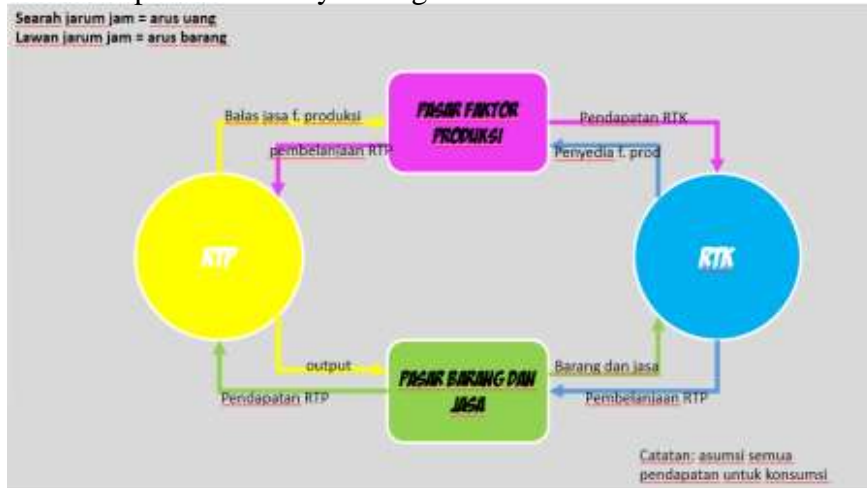 Searah jarum jam = arus uang
Lawan jarum jam = arus barang
Balas jasa f. produksi
PASAR FAKTOR
PRODUKSI
Pendapatan RTK
pembelanjaan RTP
Penyedia f. prod
RTP
RTK
output
PASAR BARANG DAN
JASA
Barang dan jasa
Pendapatan RTP
Pembelanjaan RTP
Catatan: asumsi semua
pendapatan untuk konsumsi